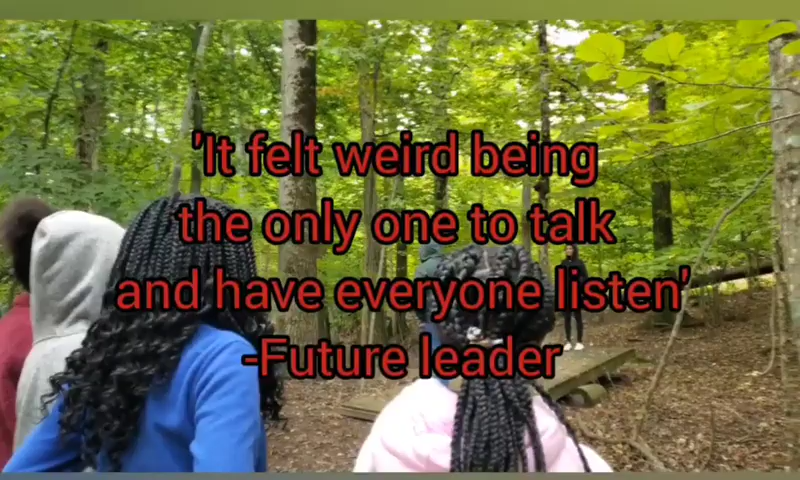 'It felt weird being
the only one to talk
and have everyone listen'
-Future leader